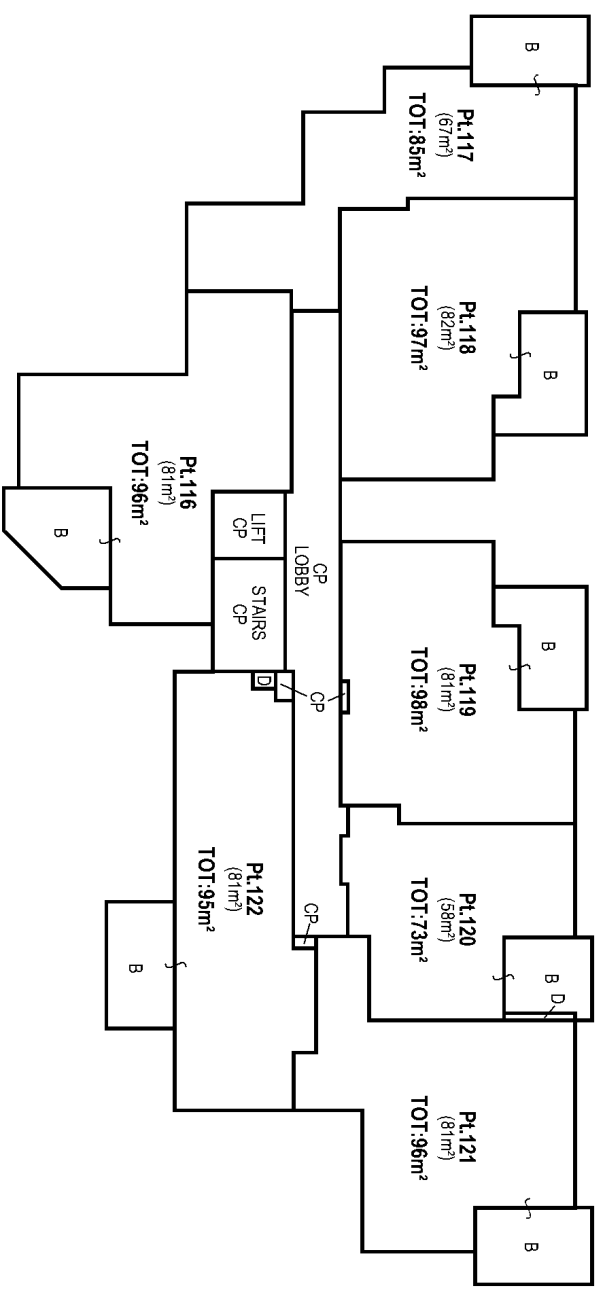 B
Pt.117
(67m²)
TOT:85m²
Pt.118
(82m²)
TOT:97m²
B
Pt.116
(81m²)
TOT:96m²
B
LIFT
CP
CP
LOBBY
STAIRS
CP
B
Pt.119
(81m²)
TOT:98m²
D
CP
Pt.120
(58m²)
TOT:73m²
B
D
Pt.122
(81m²)
TOT:95m²
CP
B
Pt.121
(81m²)
TOT:96m²
B